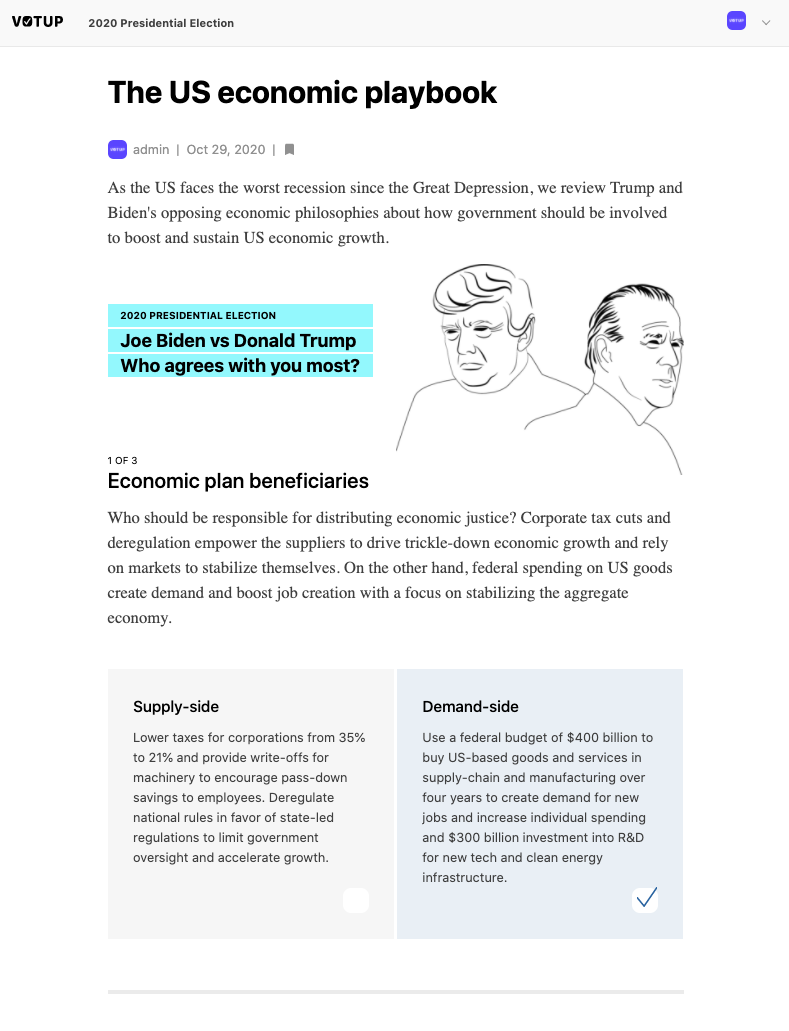 VOTUP
2020 Presidential Election
VOTUP
The US economic playbook
VOTUP
admin | Oct 29, 2020 |
As the US faces the worst recession since the Great Depression, we review Trump and
Biden's opposing economic philosophies about how government should be involved
to boost and sustain US economic growth.
2020 PRESIDENTIAL ELECTION
Joe Biden vs Donald Trump
Who agrees with you most?
1 OF 3
Economic plan beneficiaries
Who should be responsible for distributing economic justice? Corporate tax cuts and
deregulation empower the suppliers to drive trickle-down economic growth and rely
on markets to stabilize themselves. On the other hand, federal spending on US goods
create demand and boost job creation with a focus on stabilizing the aggregate
economy.
Supply-side
Lower taxes for corporations from 35%
to 21% and provide write-offs for
machinery to encourage pass-down
savings to employees. Deregulate
national rules in favor of state-led
regulations to limit government
oversight and accelerate growth.
Demand-side
Use a federal budget of $400 billion to
buy US-based goods and services in
supply-chain and manufacturing over
four years to create demand for new
jobs and increase individual spending
and $300 billion investment into R&D
for new tech and clean energy
infrastructure.